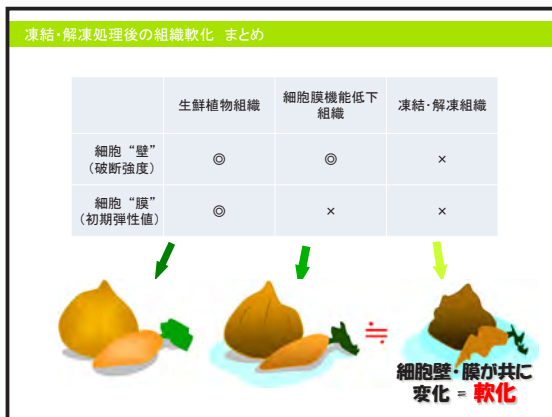 凍結・解凍処理後の組織軟化 まとめ
生鮮植物組織 細胞膜機能低下組織 凍結・解凍組織
細胞“壁”（破断強度） ◎ ◎ ×
細胞“膜”（初期弾性値） ◎ × ×
≒
細胞壁・膜が共に
変化 = 軟化